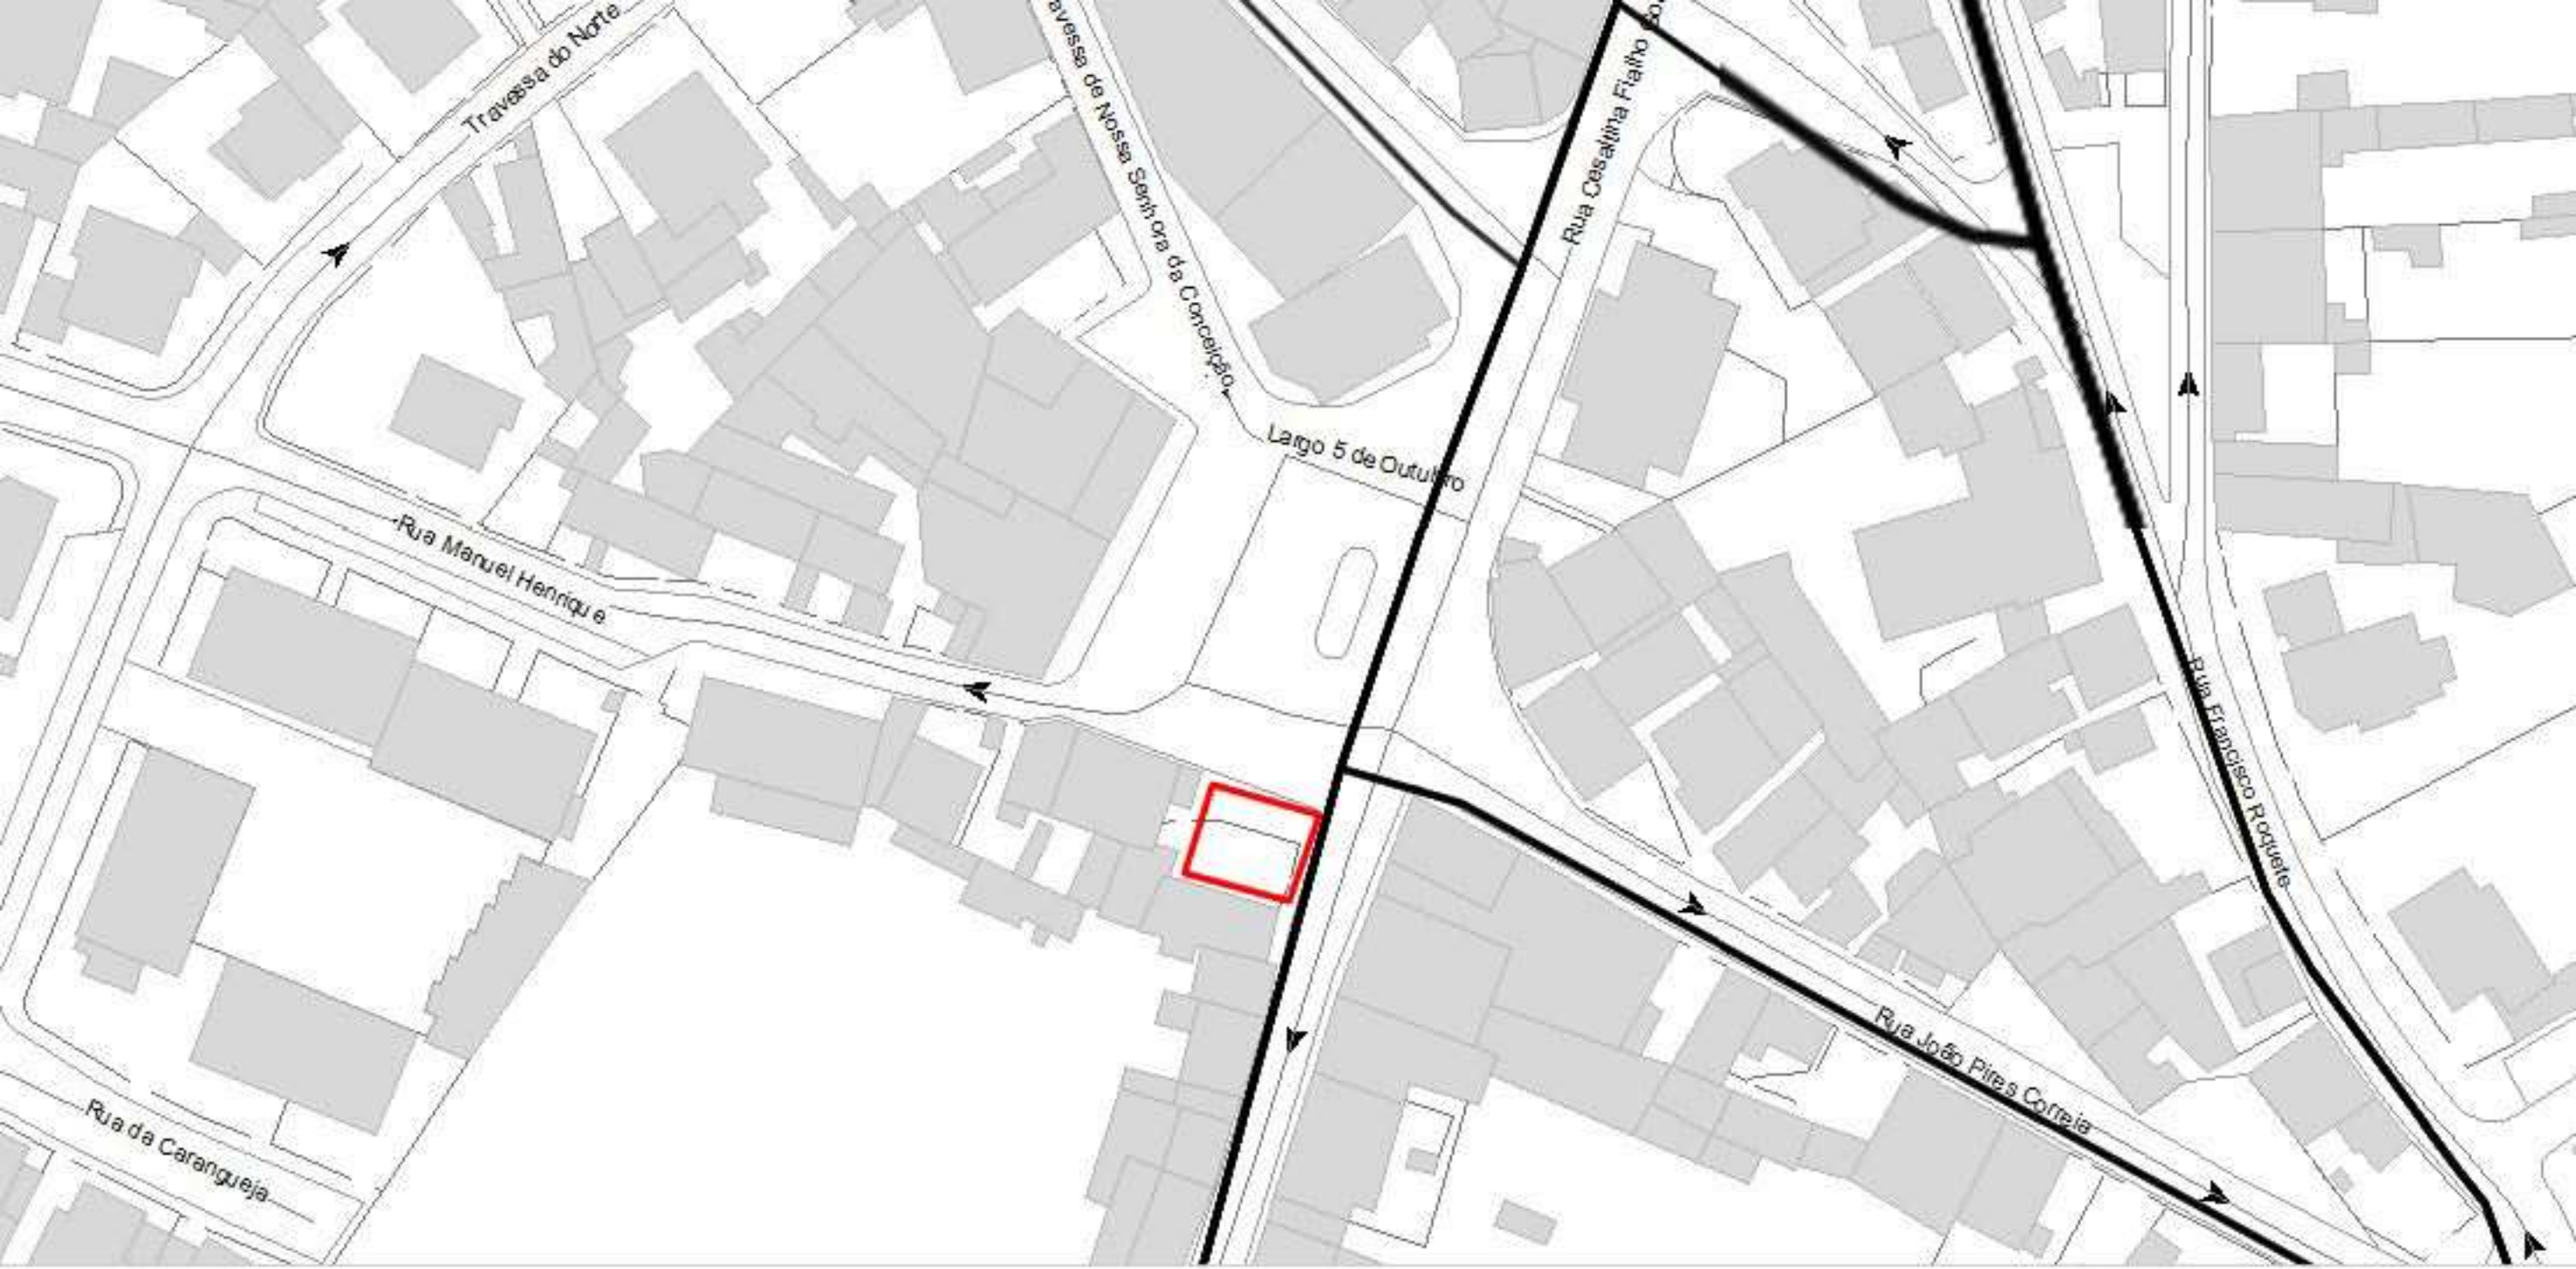 Travessa do Norte
de Nossa Senhora da Conceição
Rua Cesaltina Fialho
Largo 5 de Outubro
Rua Manuel Henrique
Rua Francisco Roquete
Rua João Pires Correia
Rua da Carangueja